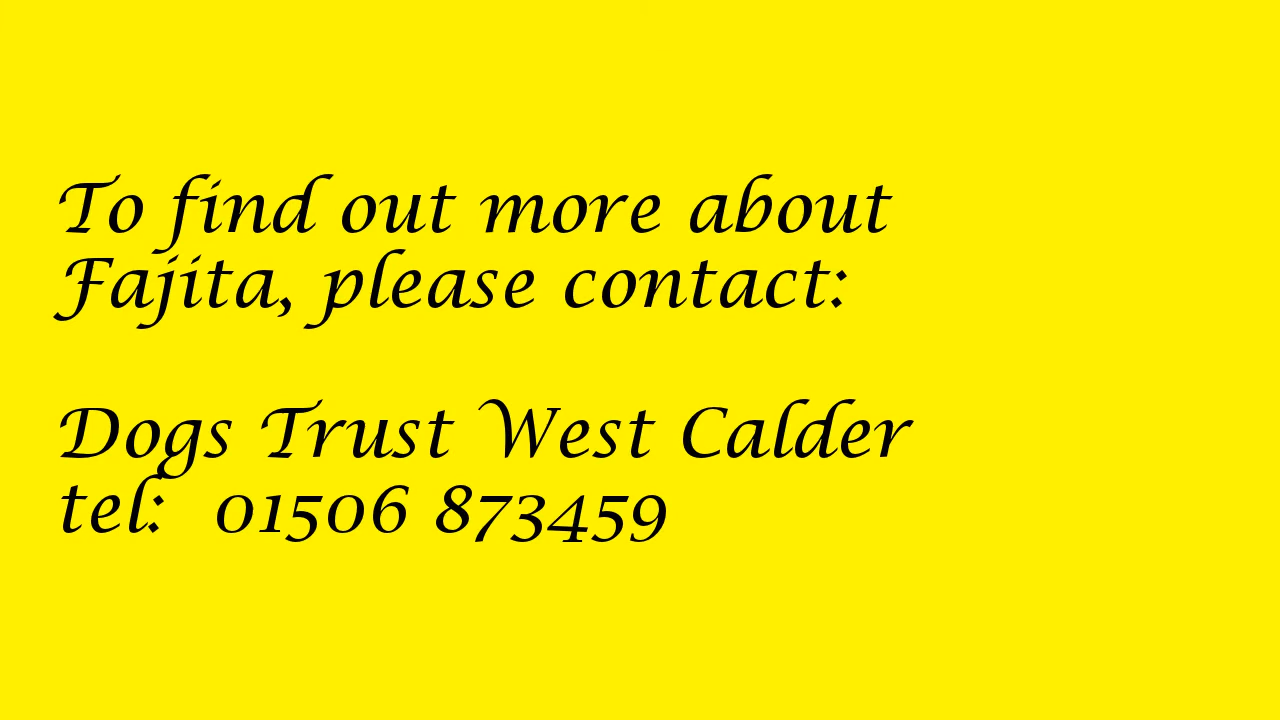 To find out more about
Fajita, please contact:
Dogs Trust West Calder
tel: 01506 873459